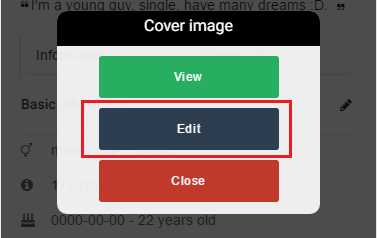 ❝I'm a young guy, single, have many dreams :D. ❞
Cover image
View
Basic
Edit
Close
0000-00-00 - 22 years old